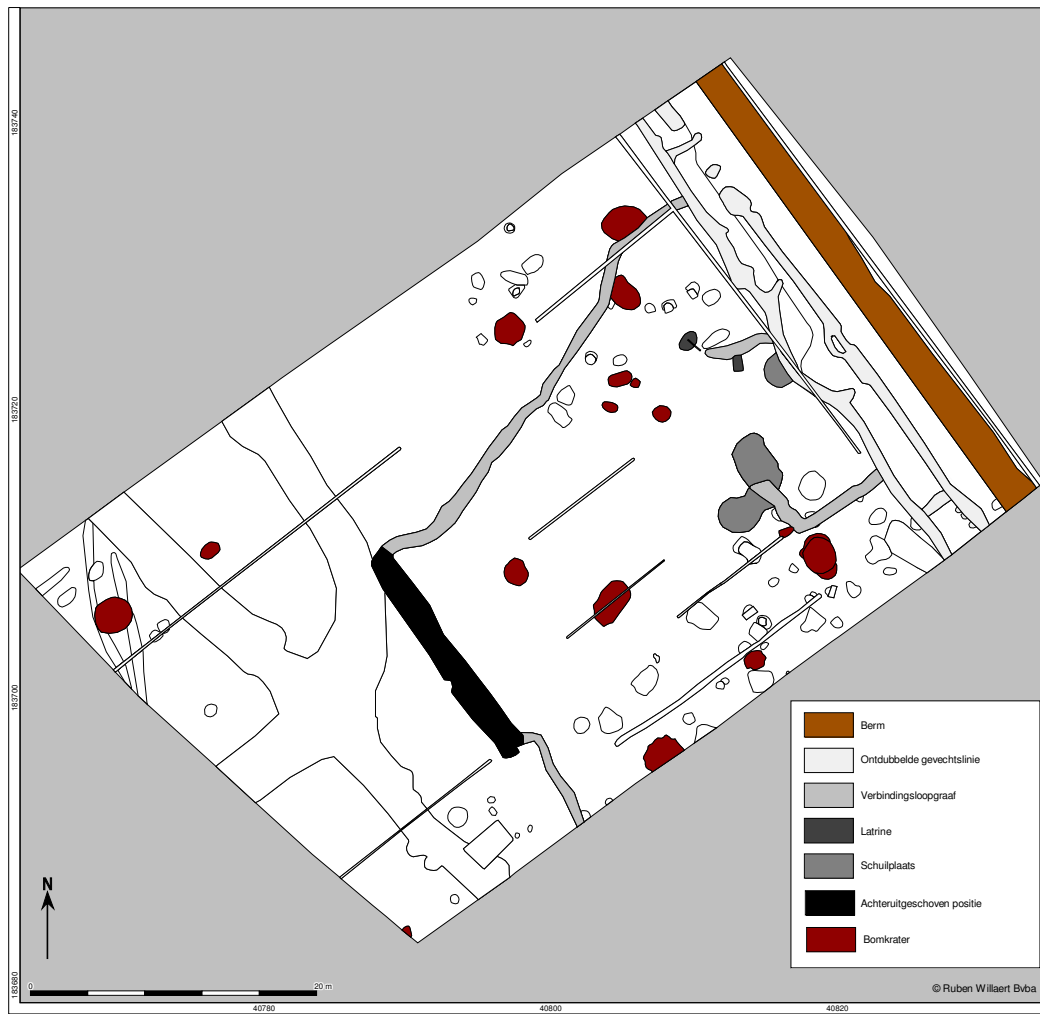 183740
183720
183700
183680
N
0
20 m
40780
40800
40820
Berm
Ontdubbelde gevechtslinie
Verbindingsloopgraaf
Latrine
Schuilplaats
Achteruitgeschoven positie
Bomkrater
© Ruben Willaert Bvba